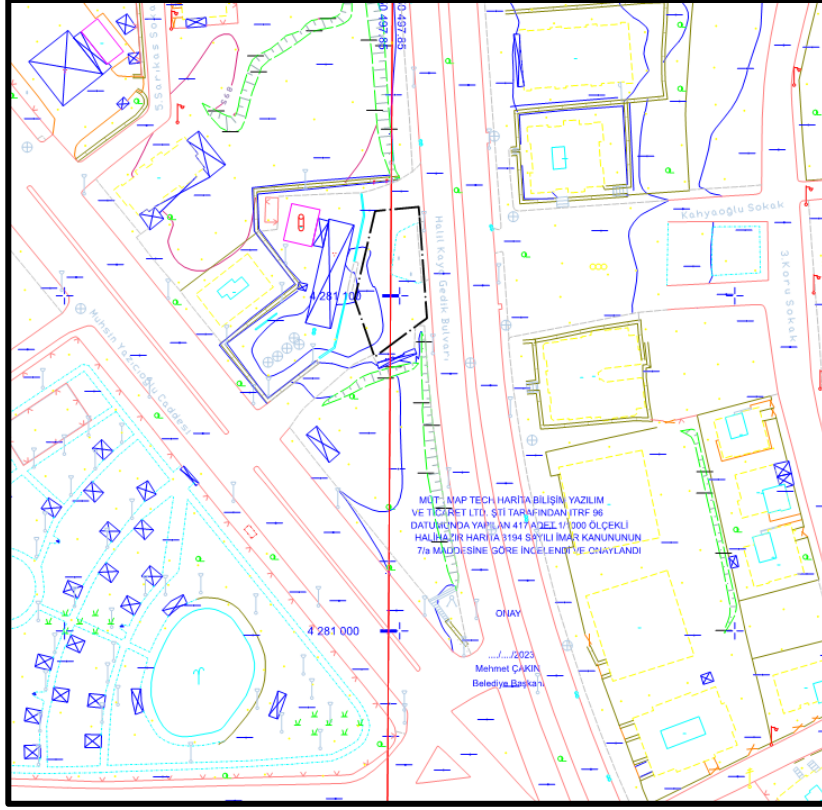 497.85
497.85
5.Sarıkas
895
Kahyaoğlu Sokak
Halil Kaya Gedik Bulvarı
3.Koru Sokak
4 281 100
Muhsin Yazıcıoğlu Caddesi
MÜT : MAP TECH HARİTA BİLİŞİM YAZILIM
VE TİCARET LTD. ŞTİ TARAFINDAN ITRF 96
DATUMUNDA YAPILAN 417 ADET 1/1000 ÖLÇEKLİ
HALİHAZIR HARİTA 3194 SAYILI İMAR KANUNUNUN
7/a MADDESİNE GÖRE İNCELENDİ VE ONAYLANDI
ONAY
4 281 000
..../..../2023
Mehmet ÇAKIN
Belediye Başkanı